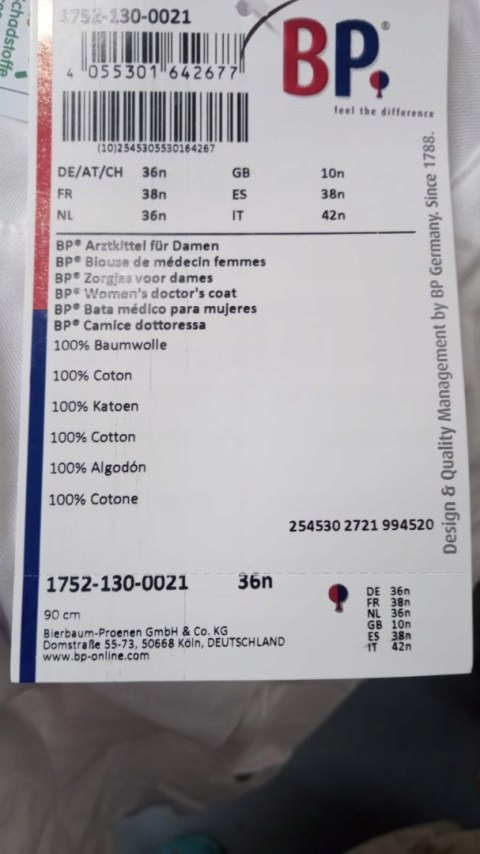 chadstoffe
1752-130-0021
4 055301 642677
(10)2545305530164267
BP®
feel the difference
DE/AT/CH 36n GB 10n
FR 38n ES 38n
NL 36n IT 42n
BP® Arztkittel für Damen
BP® Blouse de médecin femmes
BP® Zorgjas voor dames
BP® Women's doctor's coat
BP® Bata médico para mujeres
BP® Camice dottoressa
100% Baumwolle
100% Coton
100% Katoen
100% Cotton
100% Algodón
100% Cotone
254530 2721 994520
Design & Quality Management by BP Germany. Since 1788.
1752-130-0021 36n
90 cm
Bierbaum-Proenen GmbH & Co. KG
Domstraße 55-73, 50668 Köln, DEUTSCHLAND
www.bp-online.com
DE 36n
FR 38n
NL 36n
GB 10n
ES 38n
IT 42n